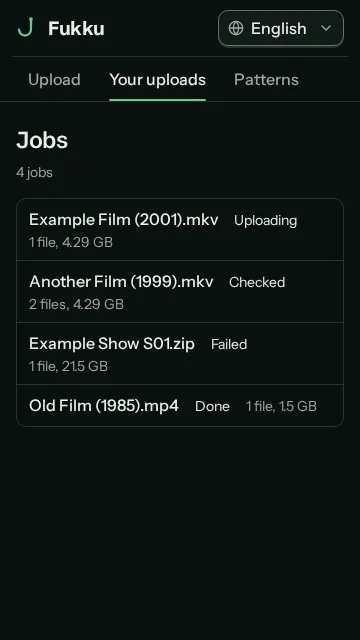 Fukku
English
Upload Your uploads Patterns
Jobs
4 jobs
Example Film (2001).mkv Uploading
1 file, 4.29 GB
Another Film (1999).mkv Checked
2 files, 4.29 GB
Example Show S01.zip Failed
1 file, 21.5 GB
Old Film (1985).mp4 Done 1 file, 1.5 GB